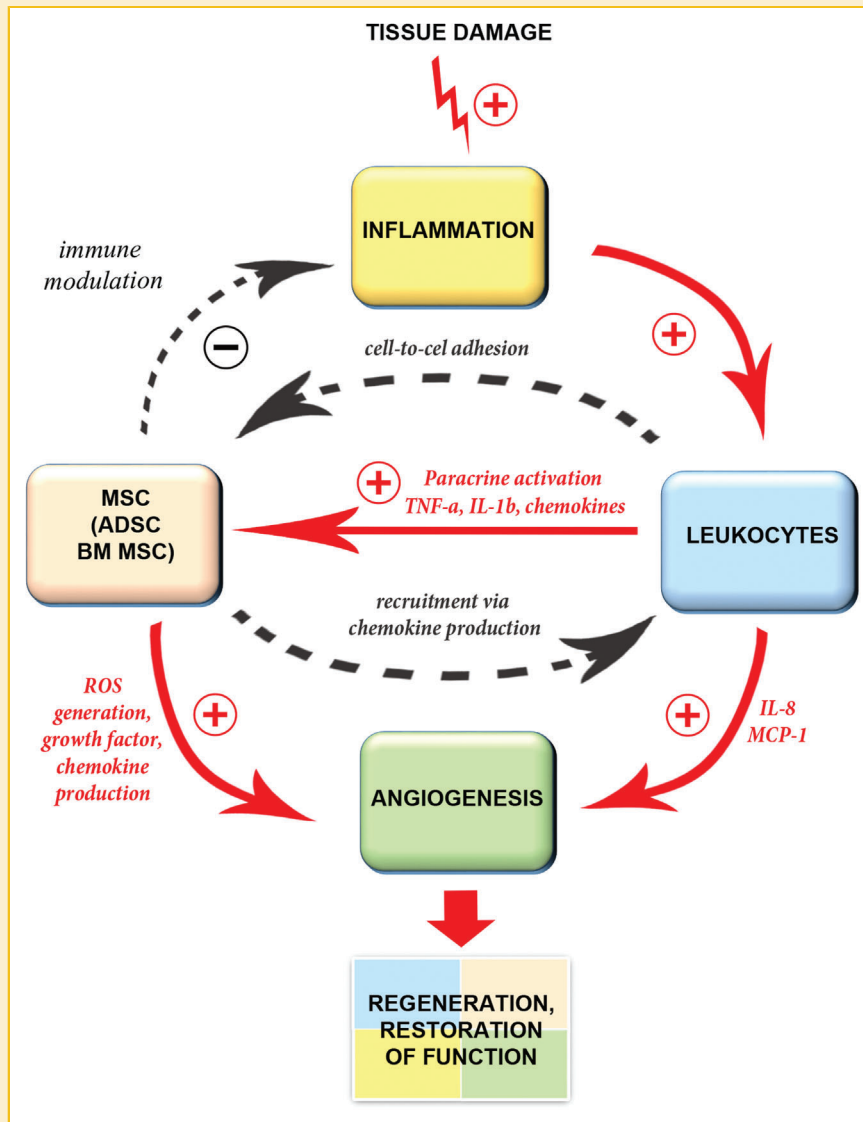 TISSUE DAMAGE
+
INFLAMMATION
immune
modulation
−
+
cell-to-cel adhesion
MSC
(ADSC
BM MSC)
+
Paracrine activation
TNF-a, IL-1b, chemokines
LEUKOCYTES
recruitment via
chemokine production
ROS
generation,
growth factor,
chemokine
production
+
+
IL-8
MCP-1
ANGIOGENESIS
REGENERATION,
RESTORATION
OF FUNCTION